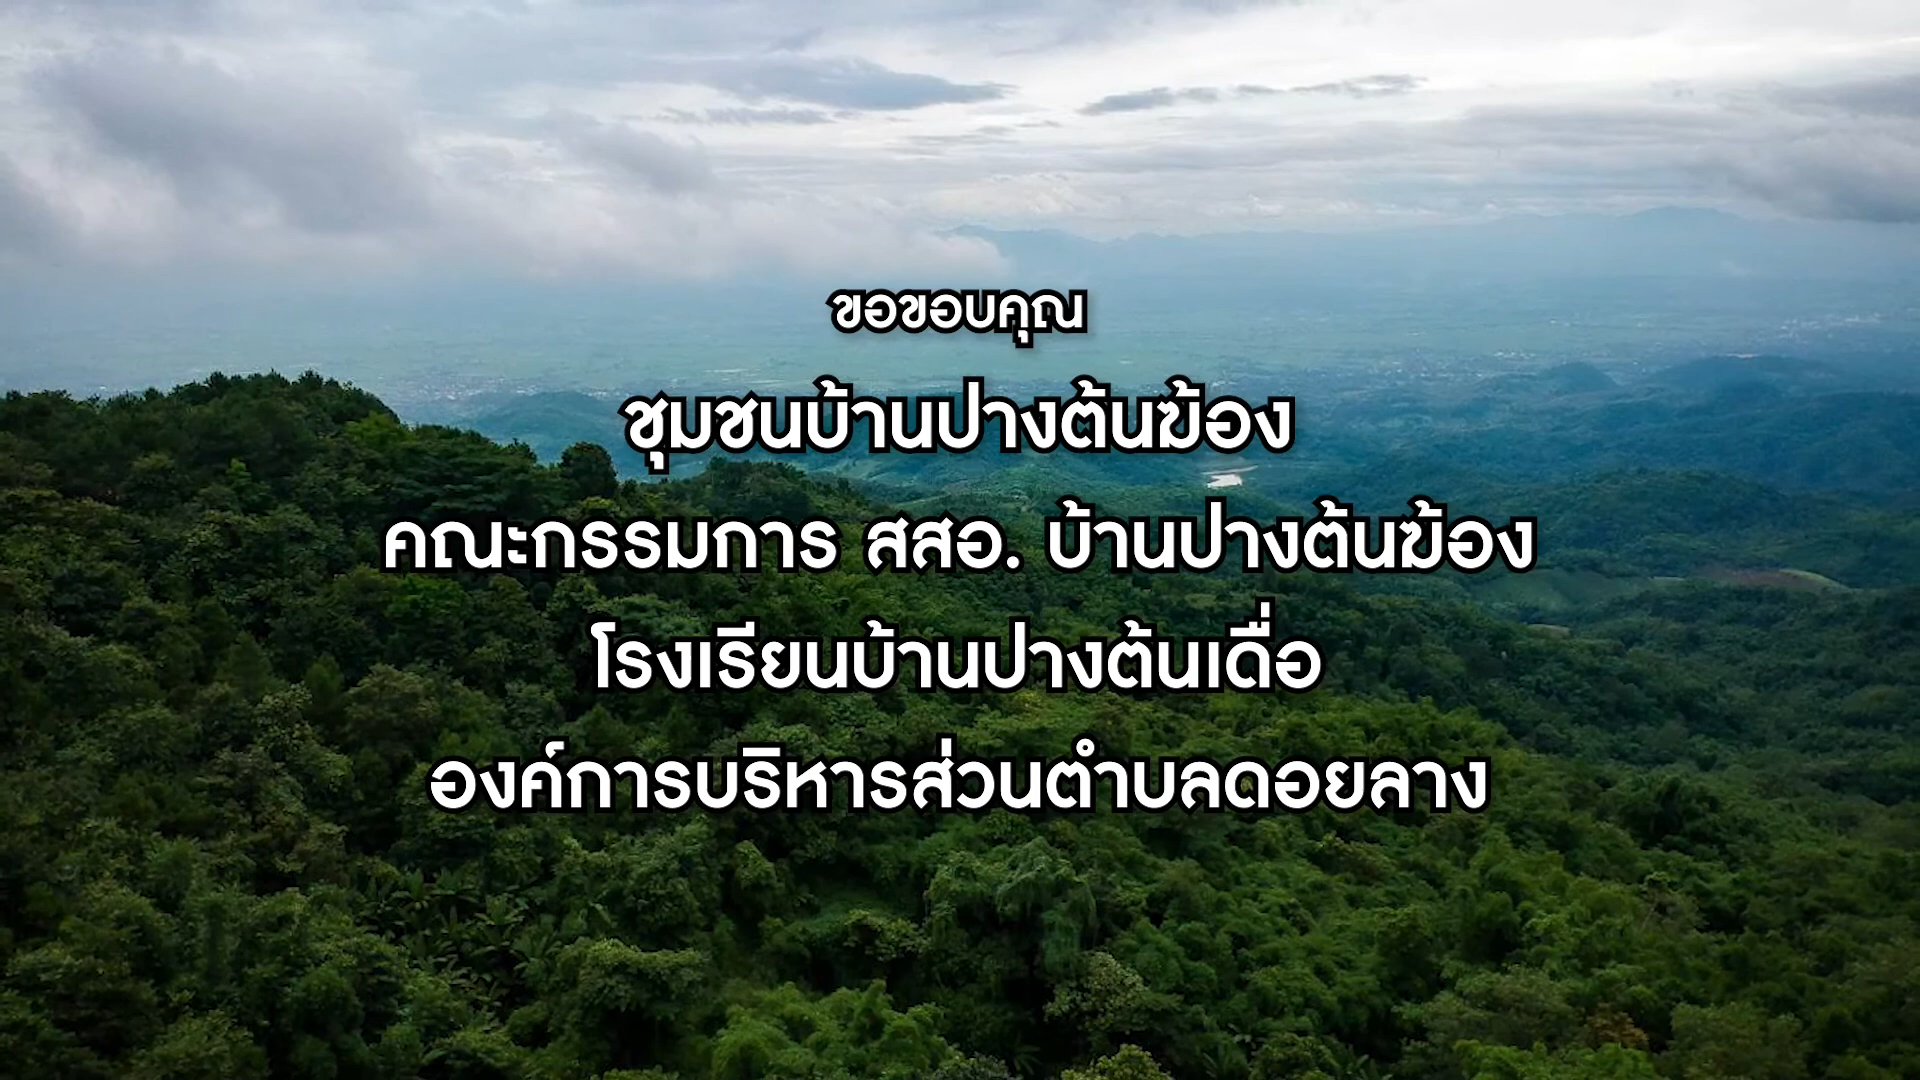 ขอขอบคุณ
ชุมชนบ้านปางต้นฆ้อง
คณะกรรมการ สสอ. บ้านปางต้นฆ้อง
โรงเรียนบ้านปางต้นเดื่อ
องค์การบริหารส่วนตำบลดอยลาง